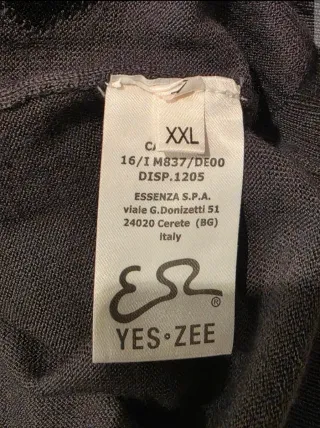 XXL
16/I M837/DE00
DISP.1205
ESSENZA S.P.A.
viale G.Donizetti 51
24020 Cerete (BG)
Italy
®
YES•ZEE